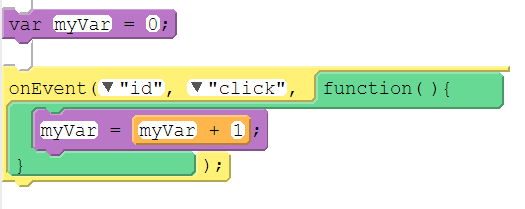 var myVar = 0;
onEvent(▼"id", ▼"click", function(){
myVar = myVar + 1;
} );